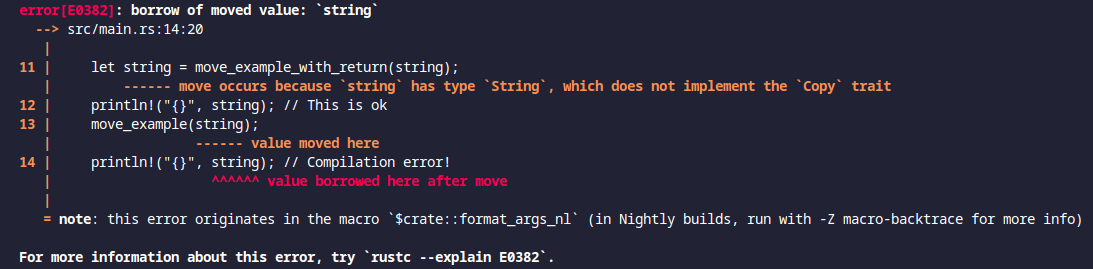 error[E0382]: borrow of moved value: `string`
  --> src/main.rs:14:20
   |
11 |     let string = move_example_with_return(string);
   |         ------ move occurs because `string` has type `String`, which does not implement the `Copy` trait
12 |     println!("{}", string); // This is ok
13 |     move_example(string);
   |                  ------ value moved here
14 |     println!("{}", string); // Compilation error!
   |                    ^^^^^^ value borrowed here after move
   |
   = note: this error originates in the macro `$crate::format_args_nl` (in Nightly builds, run with -Z macro-backtrace for more info)
For more information about this error, try `rustc --explain E0382`.